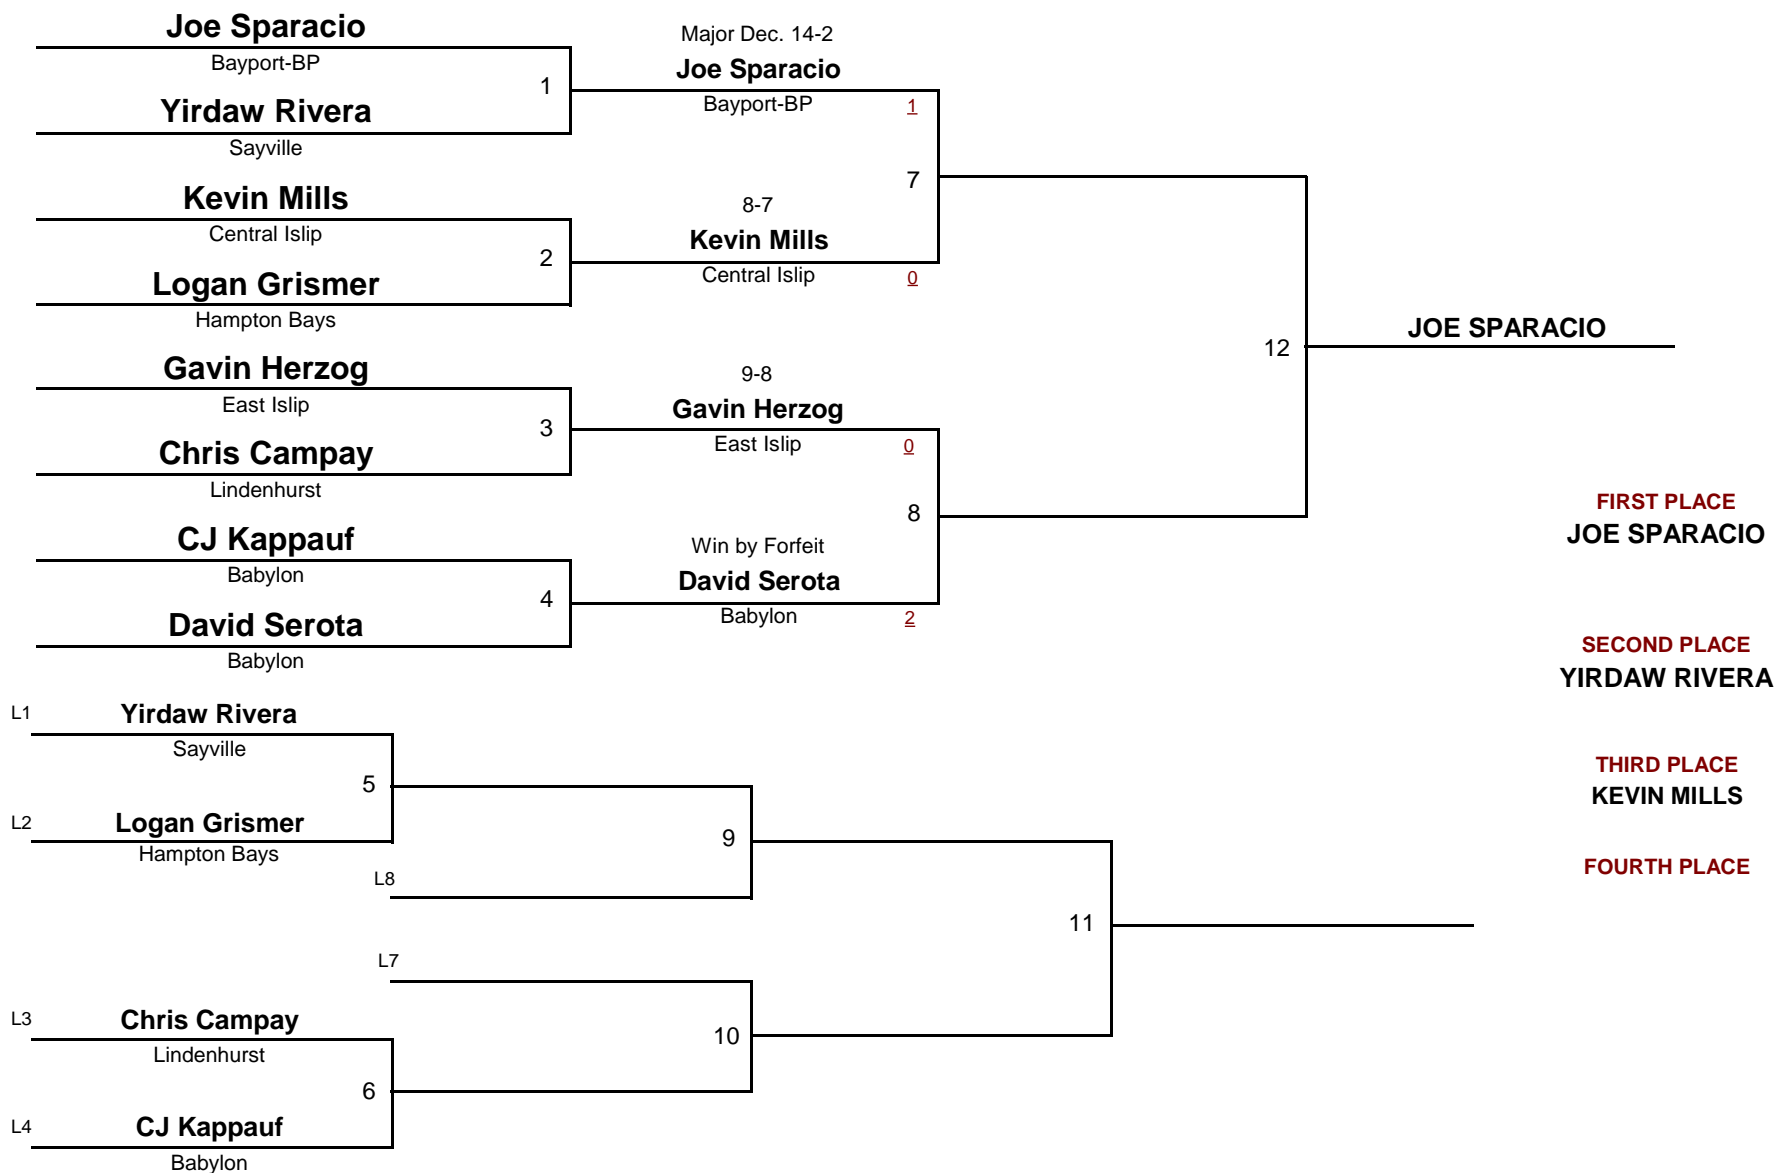 Joe Sparacio
Bayport-BP
1
Yirdaw Rivera
Sayville
Kevin Mills
Central Islip
2
Logan Grismer
Hampton Bays
Gavin Herzog
East Islip
3
Chris Campay
Lindenhurst
CJ Kappauf
Babylon
4
David Serota
Babylon
Major Dec. 14-2
Joe Sparacio
Bayport-BP
1
7
8-7
Kevin Mills
Central Islip
0
9-8
Gavin Herzog
East Islip
0
8
Win by Forfeit
David Serota
Babylon
2
12
JOE SPARACIO
FIRST PLACE
JOE SPARACIO
SECOND PLACE
YIRDAW RIVERA
THIRD PLACE
KEVIN MILLS
FOURTH PLACE
L1
Yirdaw Rivera
Sayville
5
L2
Logan Grismer
Hampton Bays
9
L8
11
L7
L3
Chris Campay
Lindenhurst
10
6
L4
CJ Kappauf
Babylon